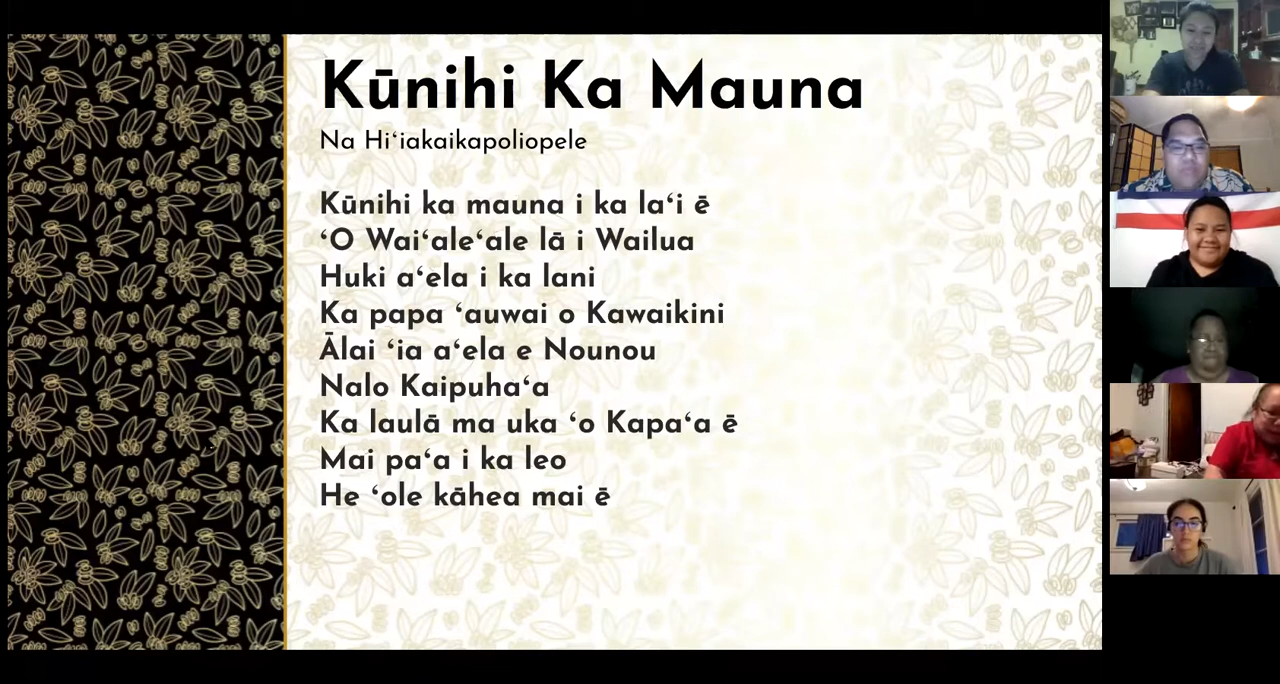 Kūnihi Ka Mauna
Na Hiʻiakaikapoliopele
Kūnihi ka mauna i ka laʻi ē
ʻO Waiʻaleʻale lā i Wailua
Huki aʻela i ka lani
Ka papa ʻauwai o Kawaikini
Ālai ʻia aʻela e Nounou
Nalo Kaipuhaʻa
Ka laulā ma uka ʻo Kapaʻa ē
Mai paʻa i ka leo
He ʻole kāhea mai ē